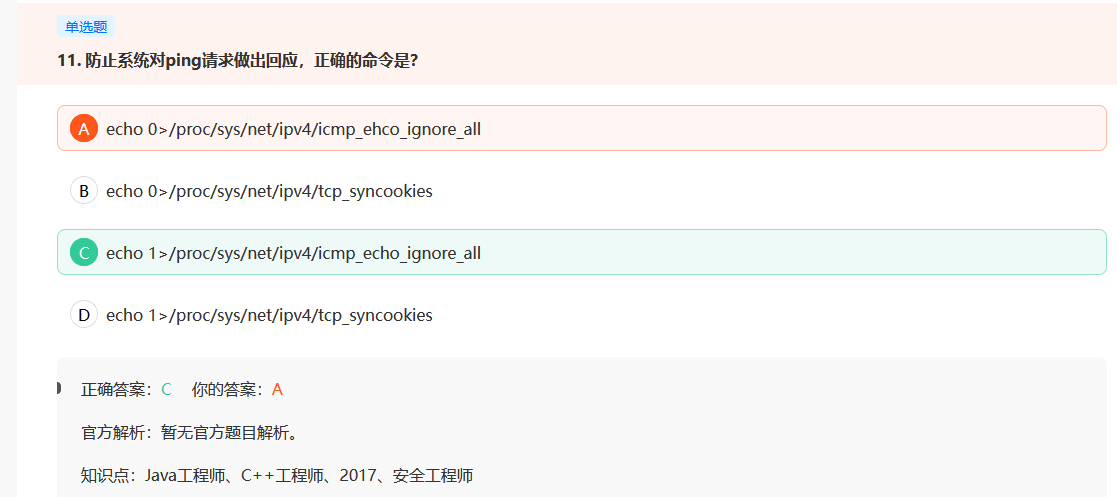 单选题
11. 防止系统对ping请求做出回应，正确的命令是?
A echo 0>/proc/sys/net/ipv4/icmp_ehco_ignore_all
B echo 0>/proc/sys/net/ipv4/tcp_syncookies
C echo 1>/proc/sys/net/ipv4/icmp_echo_ignore_all
D echo 1>/proc/sys/net/ipv4/tcp_syncookies
正确答案：C 你的答案：A
官方解析：暂无官方题目解析。
知识点：Java工程师、C++工程师、2017、安全工程师